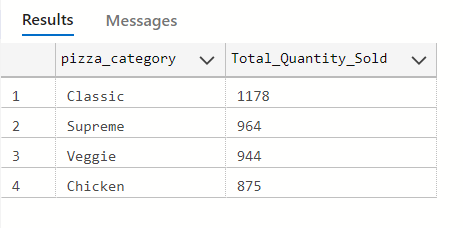 Results Messages
pizza_category Total_Quantity_Sold
1 Classic 1178
2 Supreme 964
3 Veggie 944
4 Chicken 875